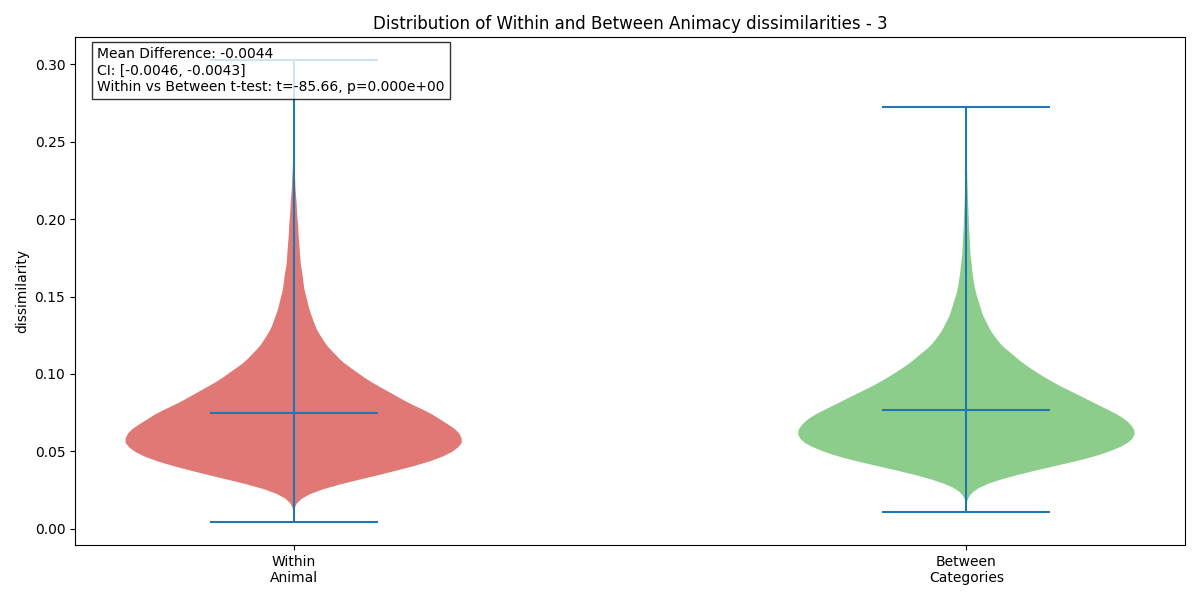 Distribution of Within and Between Animacy dissimilarities - 3
Mean Difference: -0.0044
CI: [-0.0046, -0.0043]
Within vs Between t-test: t=-85.66, p=0.000e+00
0.30
0.25
0.20
0.15
0.10
0.05
0.00
dissimilarity
Within
Animal
Between
Categories